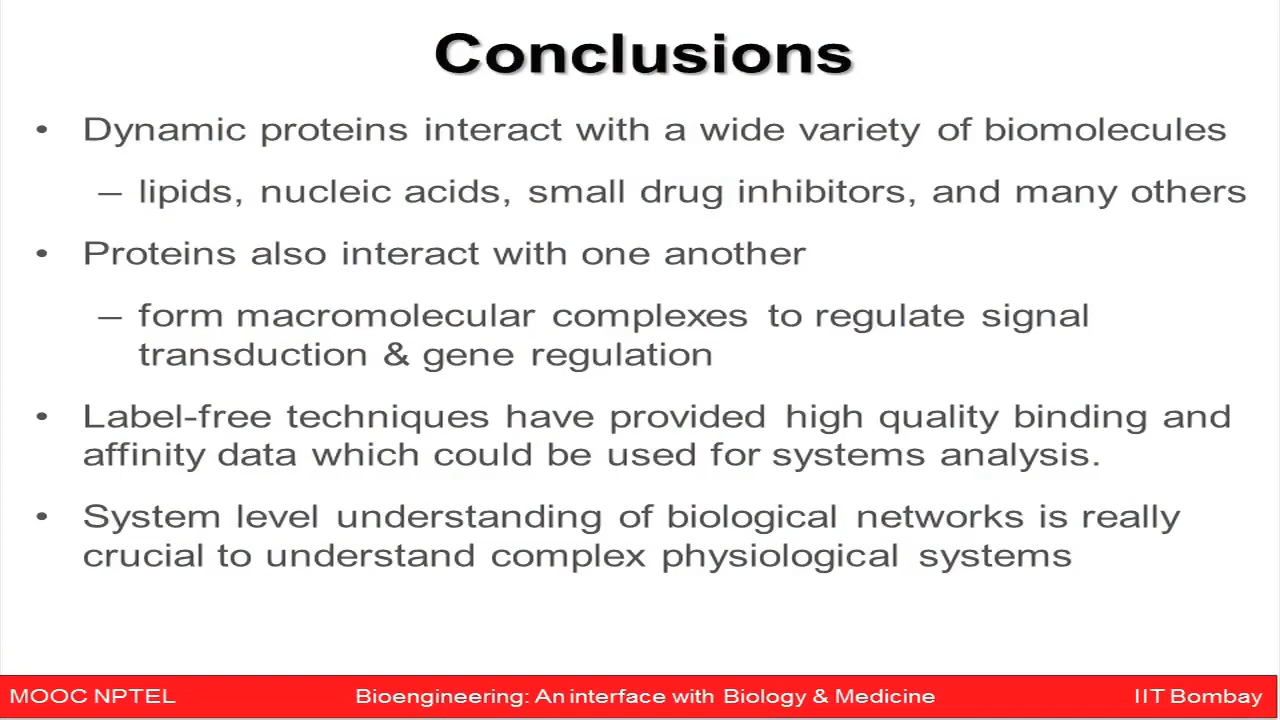 Conclusions
• Dynamic proteins interact with a wide variety of biomolecules
– lipids, nucleic acids, small drug inhibitors, and many others
• Proteins also interact with one another
– form macromolecular complexes to regulate signal
transduction & gene regulation
• Label-free techniques have provided high quality binding and
affinity data which could be used for systems analysis.
• System level understanding of biological networks is really
crucial to understand complex physiological systems
MOOC NPTEL Bioengineering: An interface with Biology & Medicine IIT Bombay